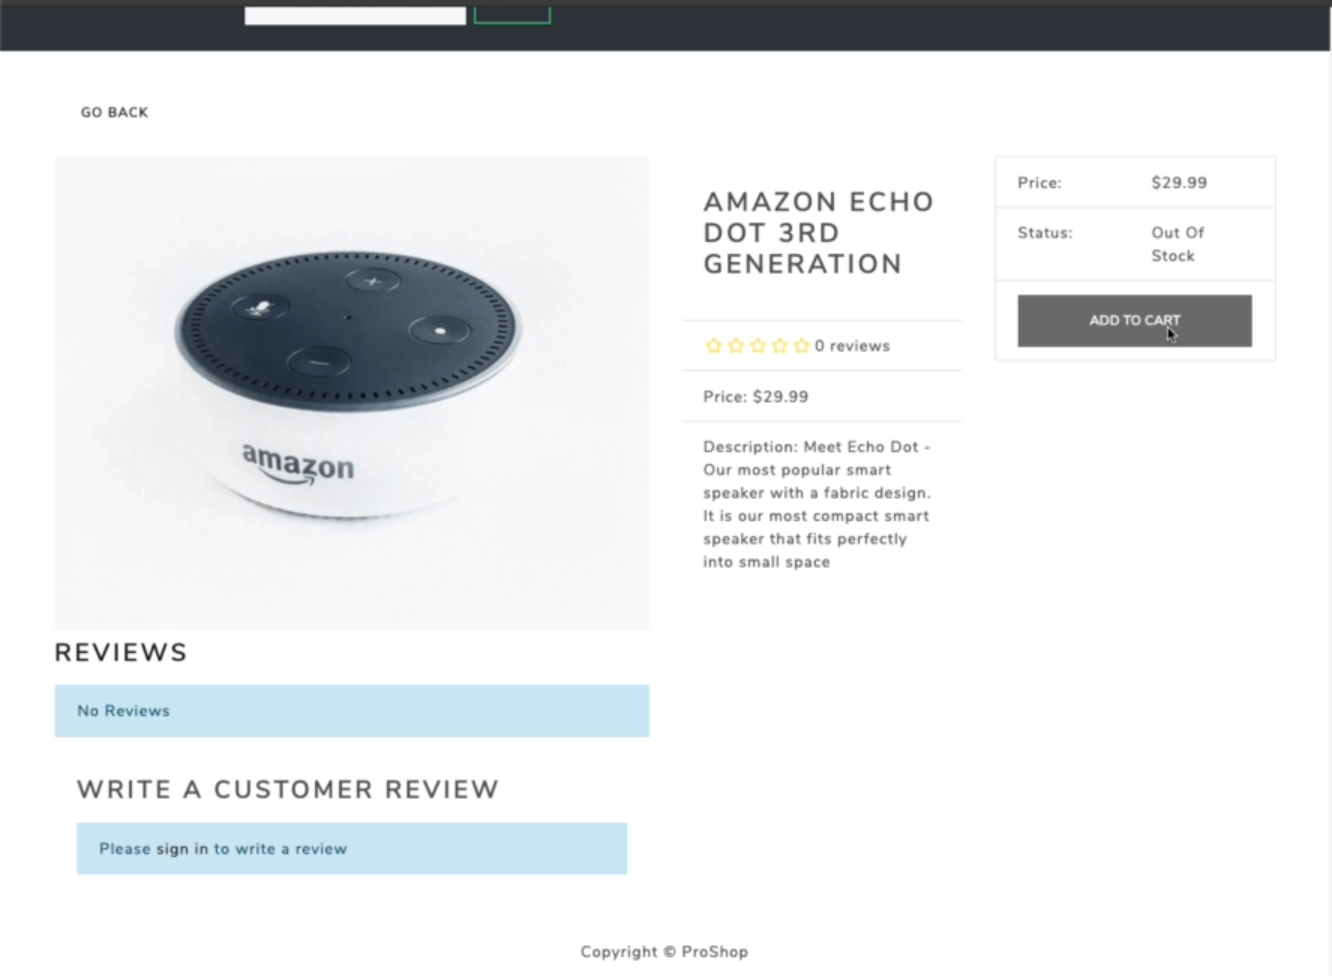 GO BACK
amazon
AMAZON ECHO
DOT 3RD
GENERATION
0 reviews
Price: $29.99
Description: Meet Echo Dot -
Our most popular smart
speaker with a fabric design.
It is our most compact smart
speaker that fits perfectly
into small space
Price: $29.99
Status: Out Of
Stock
ADD TO CART
REVIEWS
No Reviews
WRITE A CUSTOMER REVIEW
Please sign in to write a review
Copyright © ProShop